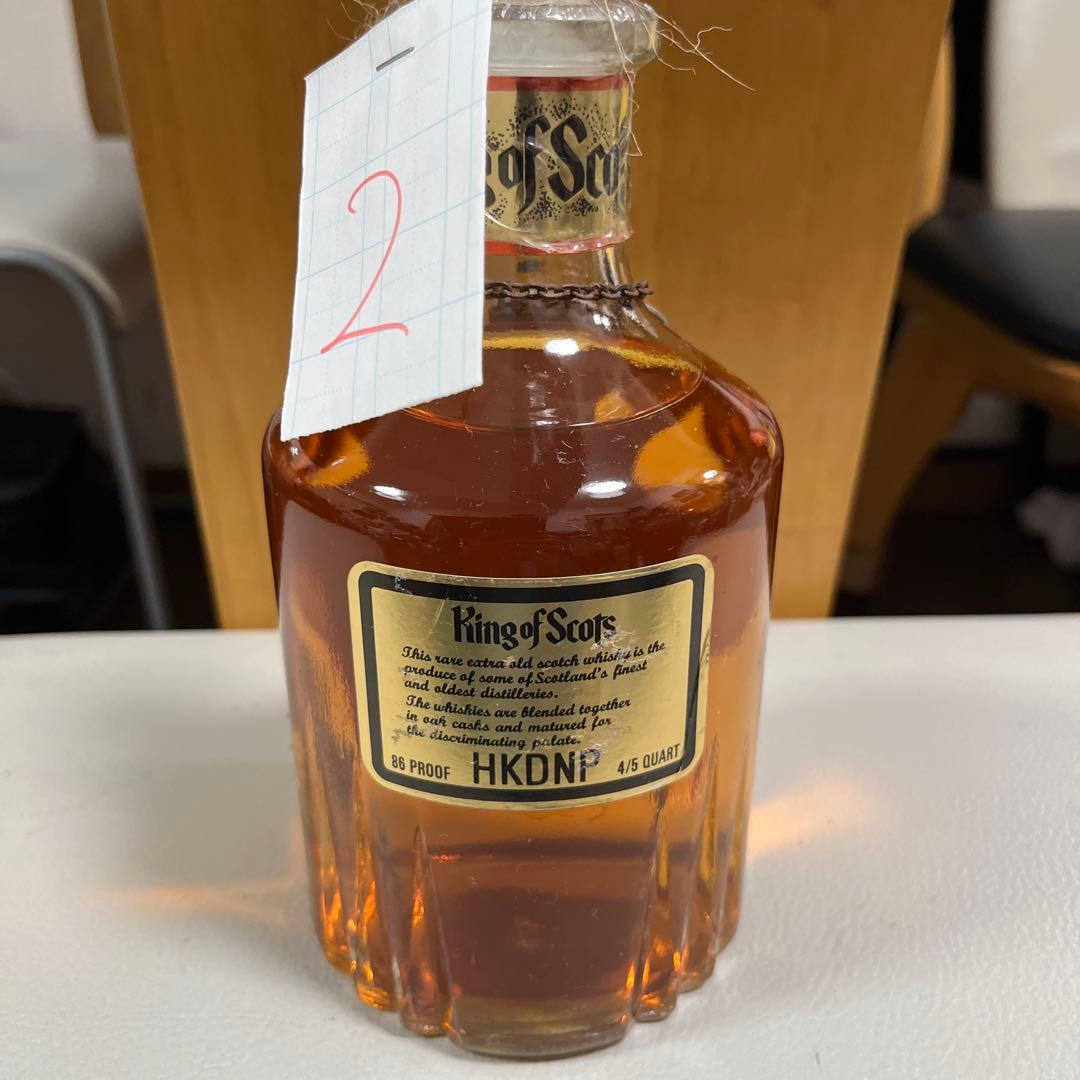 2
of Scots
King of Scots
This rare extra old scotch whisky is the
produce of some of Scotland's finest
and oldest distilleries.
The whiskies are blended together
in oak casks and matured for
the discriminating palate.
86 PROOF HKDNP 4/5 QUART